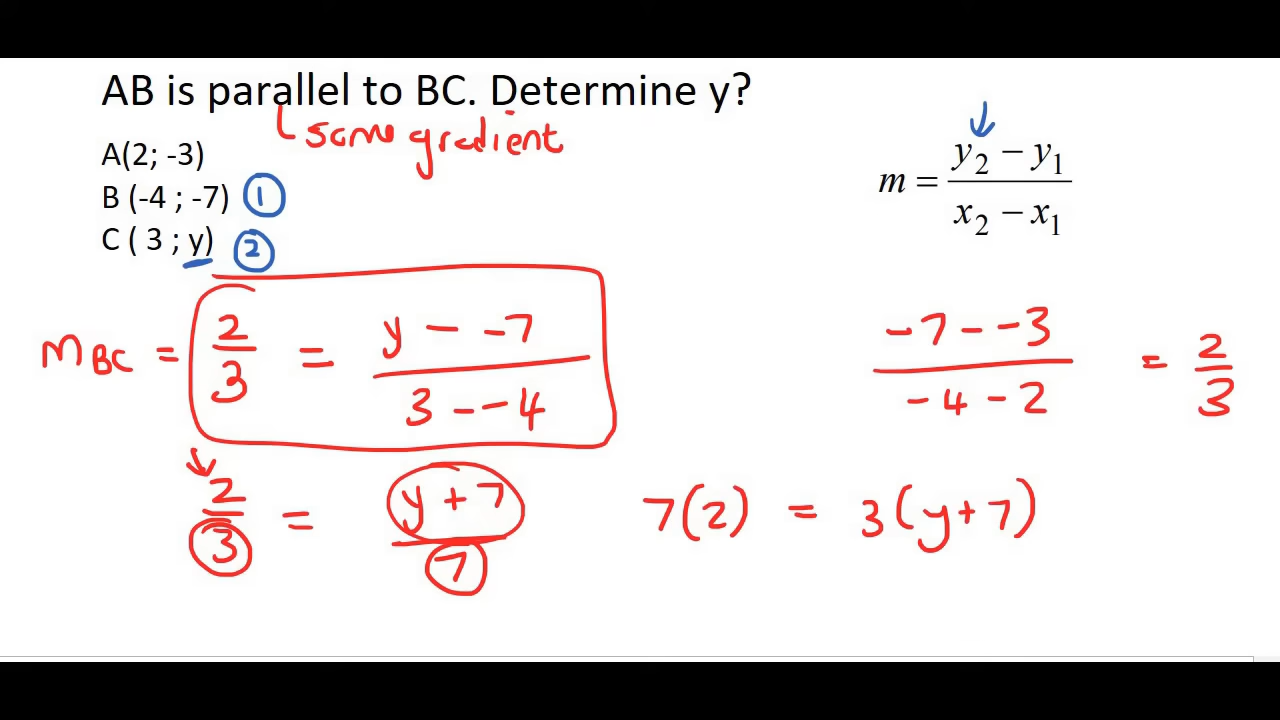 AB is parallel to BC. Determine y?
same gradient
A(2; -3)
B (-4 ; -7) 1
C ( 3 ; y) 2
m = (y₂ − y₁)/(x₂ − x₁)
m BC = 2/3 = (y − -7)/(3 - -4)
(-7 - -3)/(-4 - 2) = 2/3
2/3 = (y + 7)/7
7(2) = 3(y+7)